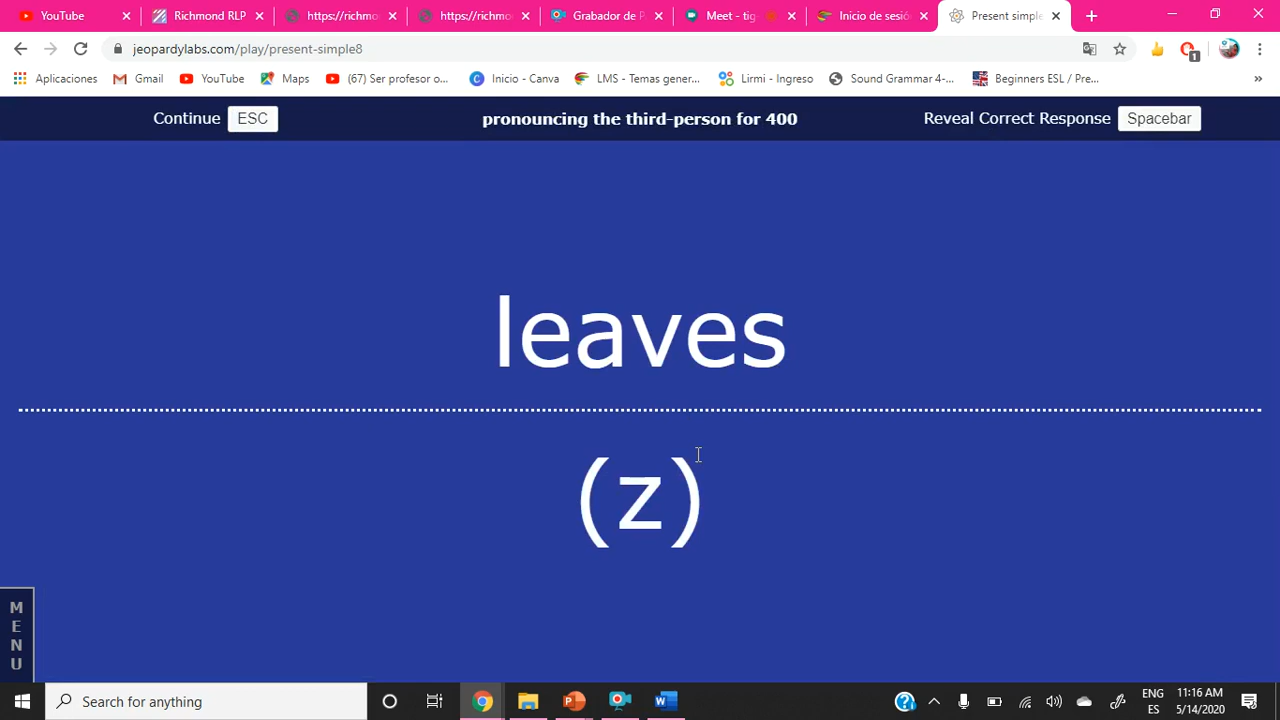 YouTube
Richmond RLP
https://richmo
https://richmo
Grabador de P
Meet - tig
Inicio de sesió
Present simple
jeopardylabs.com/play/present-simple8
Aplicaciones
Gmail
YouTube
Maps
(67) Ser profesor o...
Inicio - Canva
LMS - Temas gener...
Lirmi - Ingreso
Sound Grammar 4-...
Beginners ESL / Pre...
»
1
Continue ESC
pronouncing the third-person for 400
Reveal Correct Response Spacebar
leaves
(z)
M
E
N
U
Search for anything
ENG
ES
11:16 AM
5/14/2020